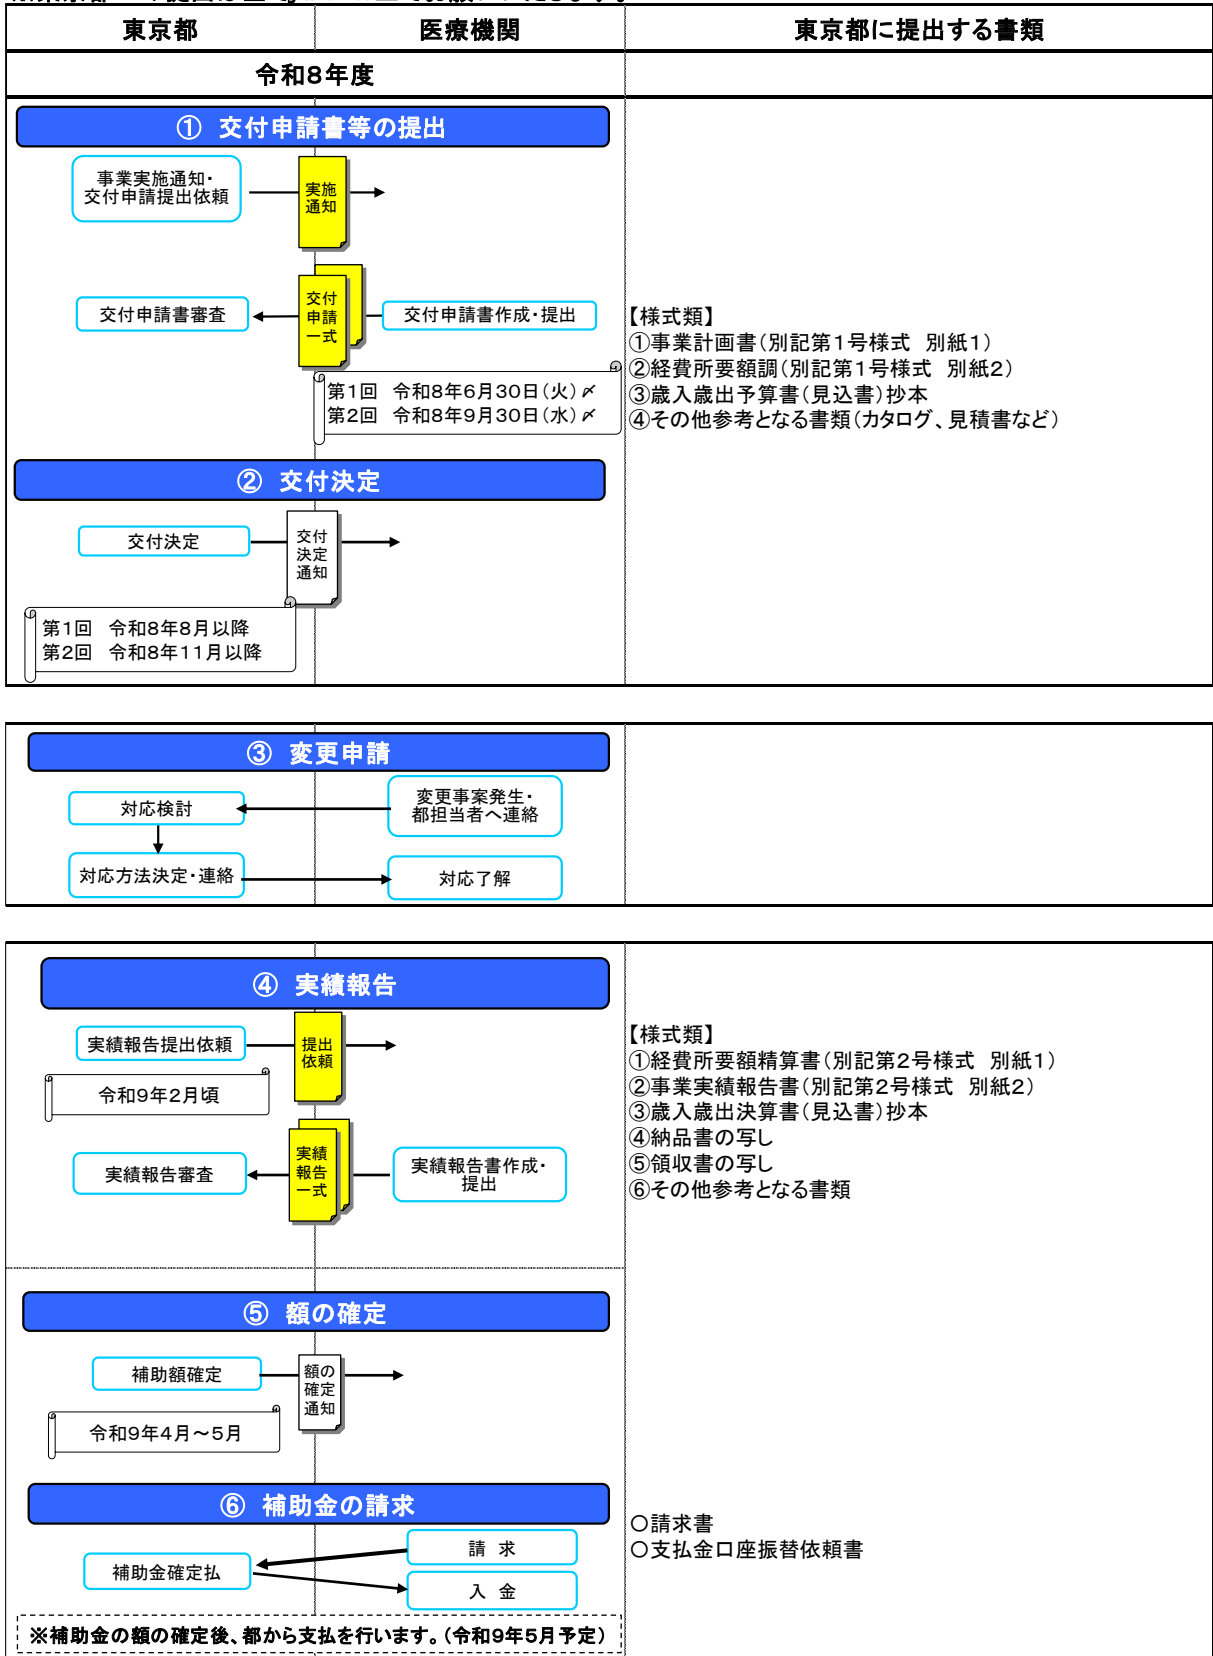 東京都 医療機関 東京都に提出する書類
令和8年度
① 交付申請書等の提出
事業実施通知・
交付申請提出依頼
実施
通知
交付申請書審査
交付
申請
一式
交付申請書作成・提出
第1回 令和8年6月30日(火)〆
第2回 令和8年9月30日(水)〆
【様式類】
①事業計画書(別記第1号様式 別紙1)
②経費所要額調(別記第1号様式 別紙2)
③歳入歳出予算書(見込書)抄本
④その他参考となる書類(カタログ、見積書など)
② 交付決定
交付決定
交付
決定
通知
第1回 令和8年8月以降
第2回 令和8年11月以降
③ 変更申請
対応検討
変更事案発生・
都担当者へ連絡
対応方法決定・連絡
対応了解
④ 実績報告
実績報告提出依頼
提出
依頼
令和9年2月頃
実績報告審査
実績
報告
一式
実績報告書作成・
提出
【様式類】
①経費所要額精算書(別記第2号様式 別紙1)
②事業実績報告書(別記第2号様式 別紙2)
③歳入歳出決算書(見込書)抄本
④納品書の写し
⑤領収書の写し
⑥その他参考となる書類
⑤ 額の確定
補助額確定
額の
確定
通知
令和9年4月～5月
⑥ 補助金の請求
補助金確定払
請 求
入 金
○請求書
○支払金口座振替依頼書
※補助金の額の確定後、都から支払を行います。(令和9年5月予定)